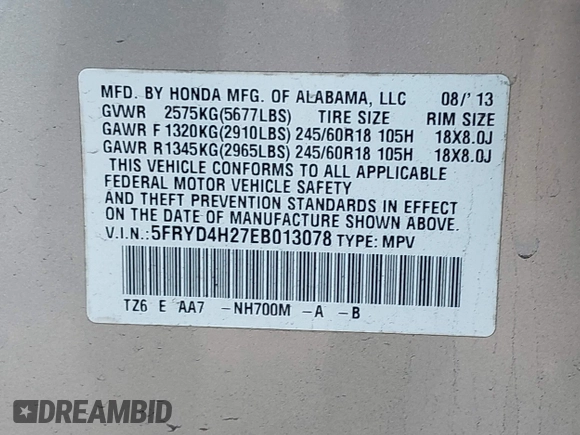 MFD. BY HONDA MFG. OF ALABAMA, LLC 08/'13
GVWR 2575KG(5677LBS) TIRE SIZE RIM SIZE
GAWR F 1320KG(2910LBS) 245/60R18 105H 18X8.0J
GAWR R1345KG(2965LBS) 245/60R18 105H 18X8.0J
THIS VEHICLE CONFORMS TO ALL APPLICABLE
FEDERAL MOTOR VEHICLE SAFETY
AND THEFT PREVENTION STANDARDS IN EFFECT
ON THE DATE OF MANUFACTURE SHOWN ABOVE.
V.I.N.:5FRYD4H27EB013078 TYPE: MPV
TZ6 E AA7 -NH700M -A -B
DREAMBID